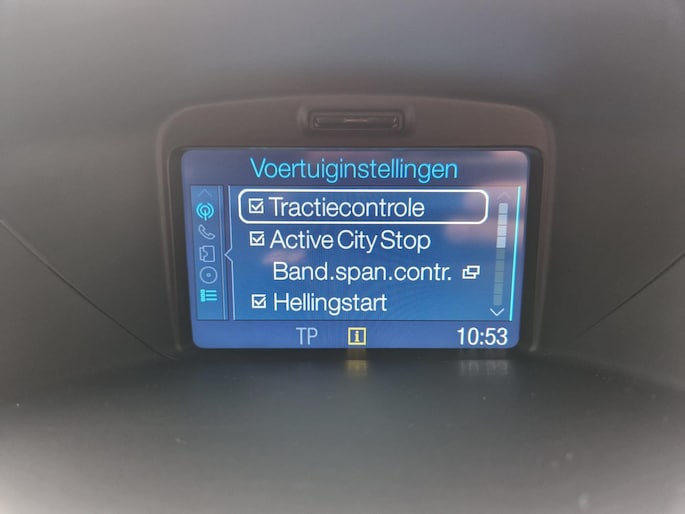 Voertuiginstellingen
Tractiecontrole
Active City Stop
Band.span.contr.
Hellingstart
TP i 10:53